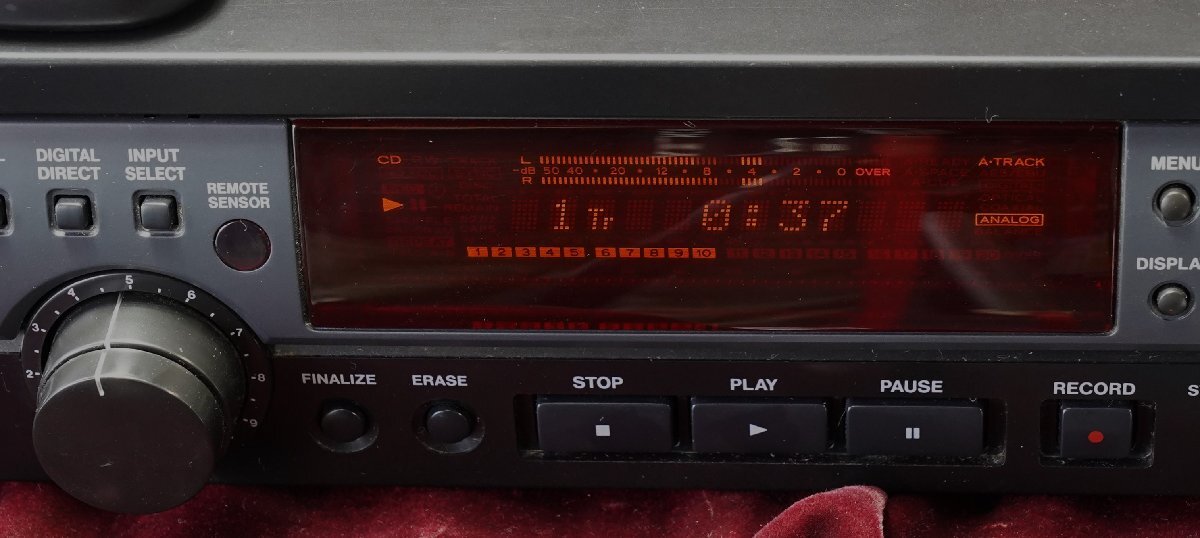 DIGITAL
DIRECT
INPUT
SELECT
REMOTE
SENSOR
CD
L
-dB 50 40 · 20 · 12 · 8 · 4 · 2 · 0 OVER
R
A·TRACK
1Tr 0:37
ANALOG
1 2 3 4 5 6 7 8 9 10
MENU
DISPLA
2 3 4 5 6 7 8 9
FINALIZE
ERASE
STOP
PLAY
PAUSE
RECORD
S